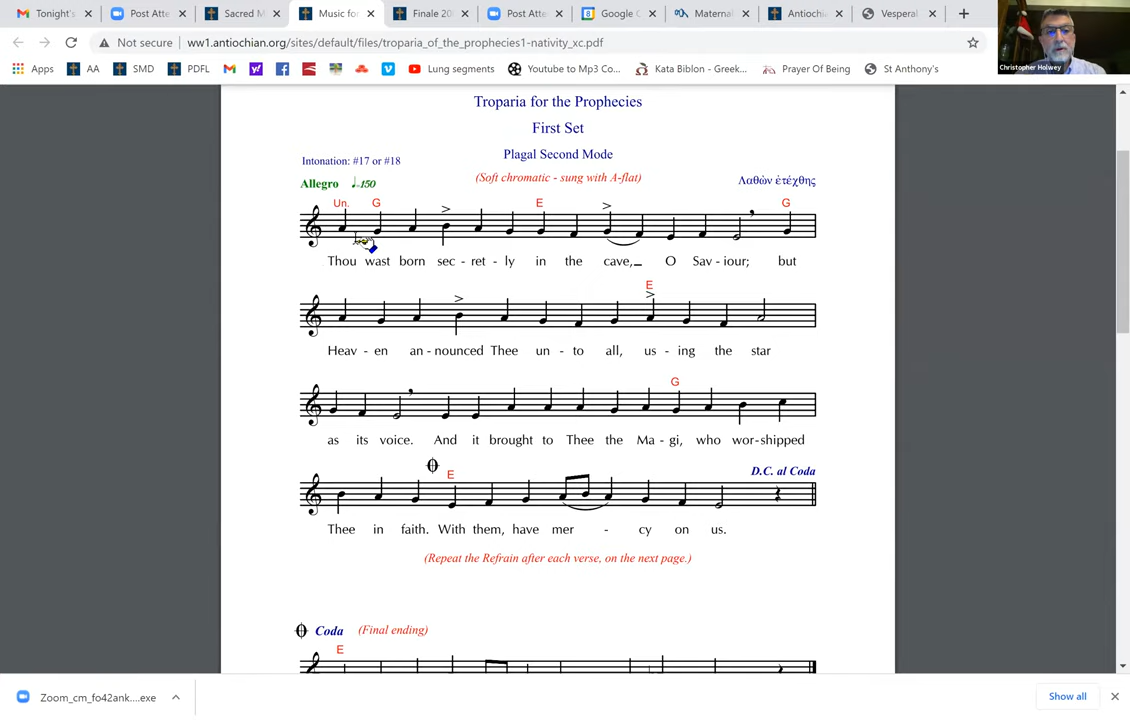 Tonight's
Post Atte
Sacred M
Music for
Finale 20
Post Atte
Google C
Maternal
Antiochia
Vesperal
Not secure
ww1.antiochian.org/sites/default/files/troparia_of_the_prophecies1-nativity_xc.pdf
Apps AA SMD PDFL Lung segments Youtube to Mp3 Co... Kata Biblon - Greek... Prayer Of Being St Anthony's
Christopher Holwey
Troparia for the Prophecies
First Set
Intonation: #17 or #18
Plagal Second Mode
Allegro ♩=150
(Soft chromatic - sung with A-flat)
Λαθὼν ἐτέχθης
Un. G E G
Thou wast born sec - ret - ly in the cave,_ O Sav - iour; but
E
Heav - en an - nounced Thee un - to all, us - ing the star
G
as its voice. And it brought to Thee the Ma - gi, who wor-shipped
E
D.C. al Coda
Thee in faith. With them, have mer - cy on us.
(Repeat the Refrain after each verse, on the next page.)
Coda (Final ending)
E
Zoom_cm_fo42ank....exe
Show all